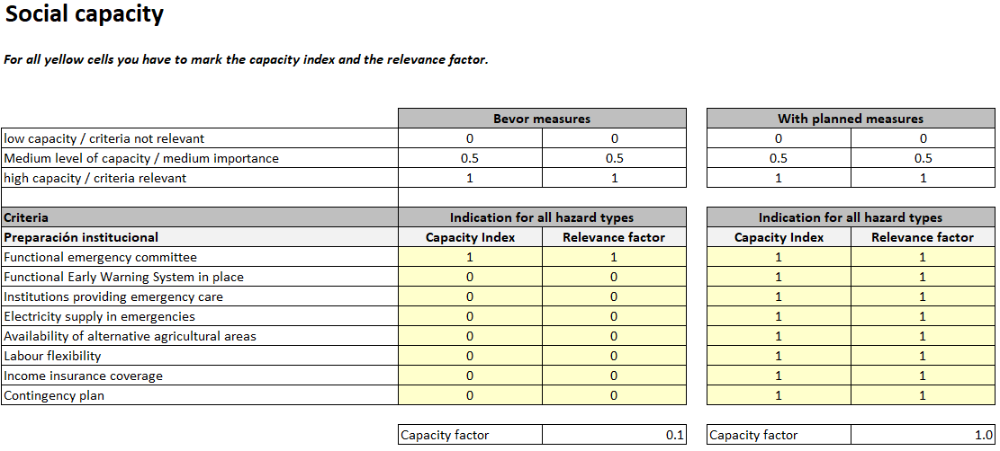 Social capacity
For all yellow cells you have to mark the capacity index and the relevance factor.
Bevor measures With planned measures
low capacity / criteria not relevant 0 0 0 0
Medium level of capacity / medium importance 0.5 0.5 0.5 0.5
high capacity / criteria relevant 1 1 1 1
Criteria Indication for all hazard types Indication for all hazard types
Preparación institucional Capacity Index Relevance factor Capacity Index Relevance factor
Functional emergency committee 1 1 1 1
Functional Early Warning System in place 0 0 1 1
Institutions providing emergency care 0 0 1 1
Electricity supply in emergencies 0 0 1 1
Availability of alternative agricultural areas 0 0 1 1
Labour flexibility 0 0 1 1
Income insurance coverage 0 0 1 1
Contingency plan 0 0 1 1
Capacity factor 0.1 Capacity factor 1.0